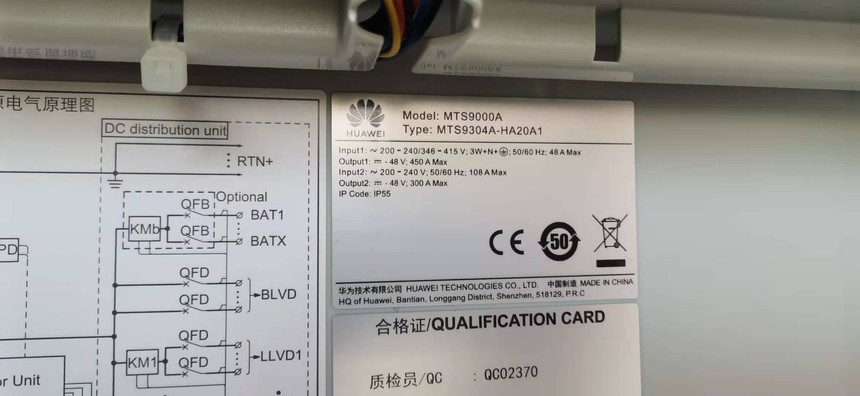 源电气原理图
DC distribution unit
RTN+
Optional
QFB
BAT1
KMb
QFB
BATX
PD
QFD
BLVD
QFD
QFD
KM1
QFD
LLVD1
or Unit
HUAWEI
Model: MTS9000A
Type: MTS9304A-HA20A1
Input1: ~ 200 - 240/346 - 415 V; 3W+N+⏚; 50/60 Hz; 48 A Max
Output1: ⎓ - 48 V; 450 A Max
Input2: ~ 200 - 240 V; 50/60 Hz; 108 A Max
Output2: ⎓ - 48 V; 300 A Max
IP Code: IP55
CE
50
华为技术有限公司 HUAWEI TECHNOLOGIES CO., LTD. 中国制造 MADE IN CHINA
HQ of Huawei, Bantian, Longgang District, Shenzhen, 518129, P.R.C
合格证/QUALIFICATION CARD
质检员/QC : QC02370